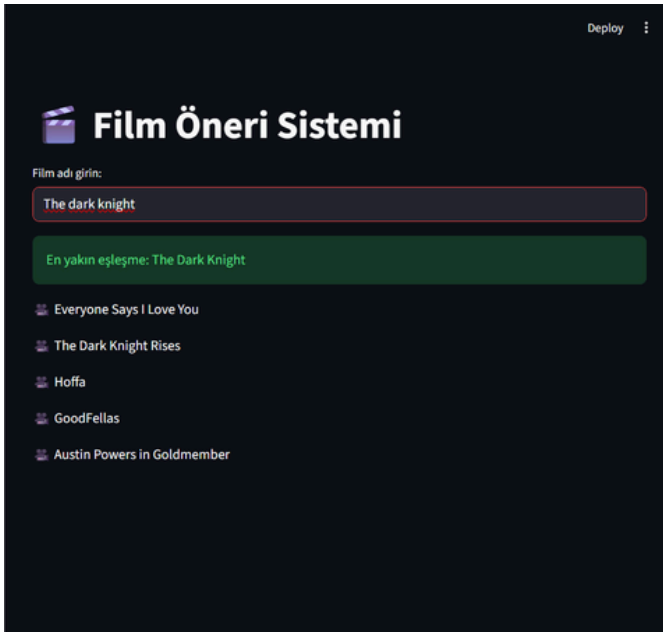 Deploy
Film Öneri Sistemi
Film adı girin:
The dark knight
En yakın eşleşme: The Dark Knight
Everyone Says I Love You
The Dark Knight Rises
Hoffa
GoodFellas
Austin Powers in Goldmember